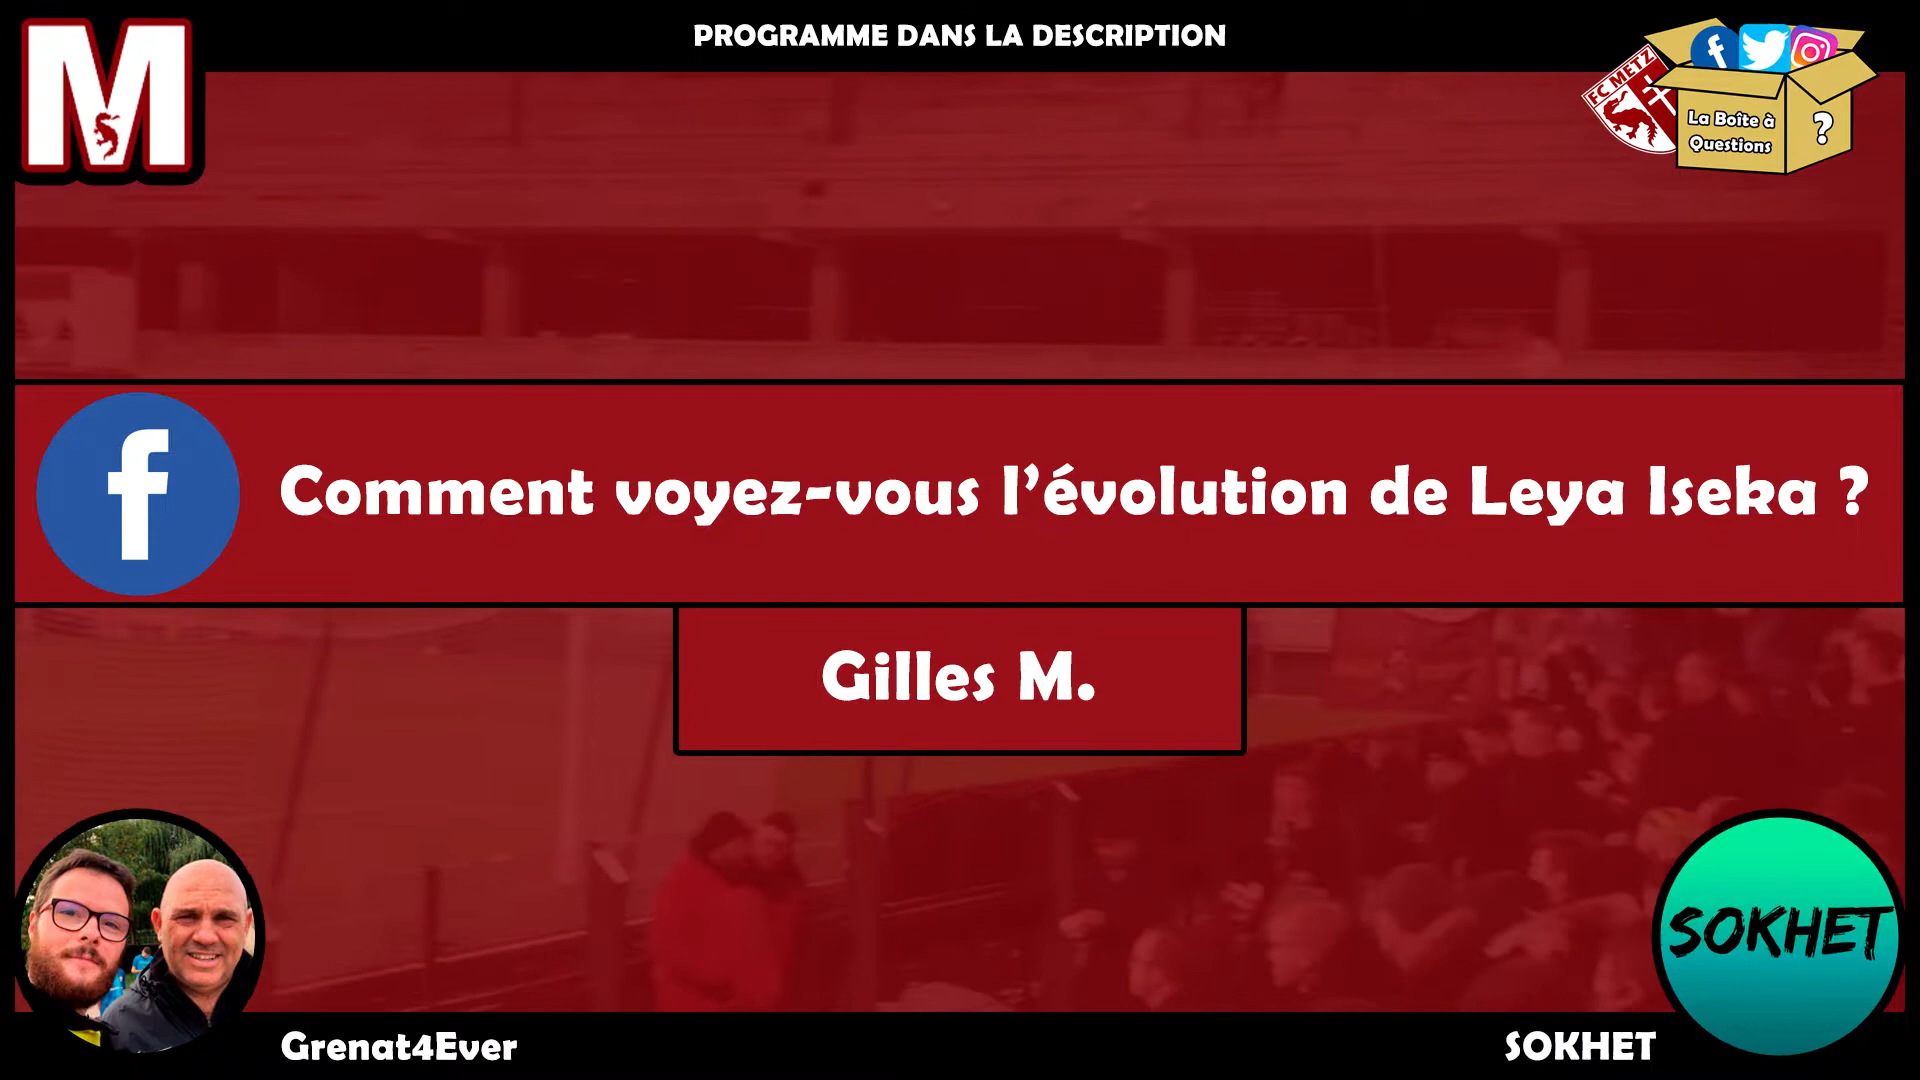 M
PROGRAMME DANS LA DESCRIPTION
FC METZ
La Boîte à
Questions
?
Comment voyez-vous l'évolution de Leya Iseka ?
Gilles M.
SOKHET
Grenat4Ever
SOKHET